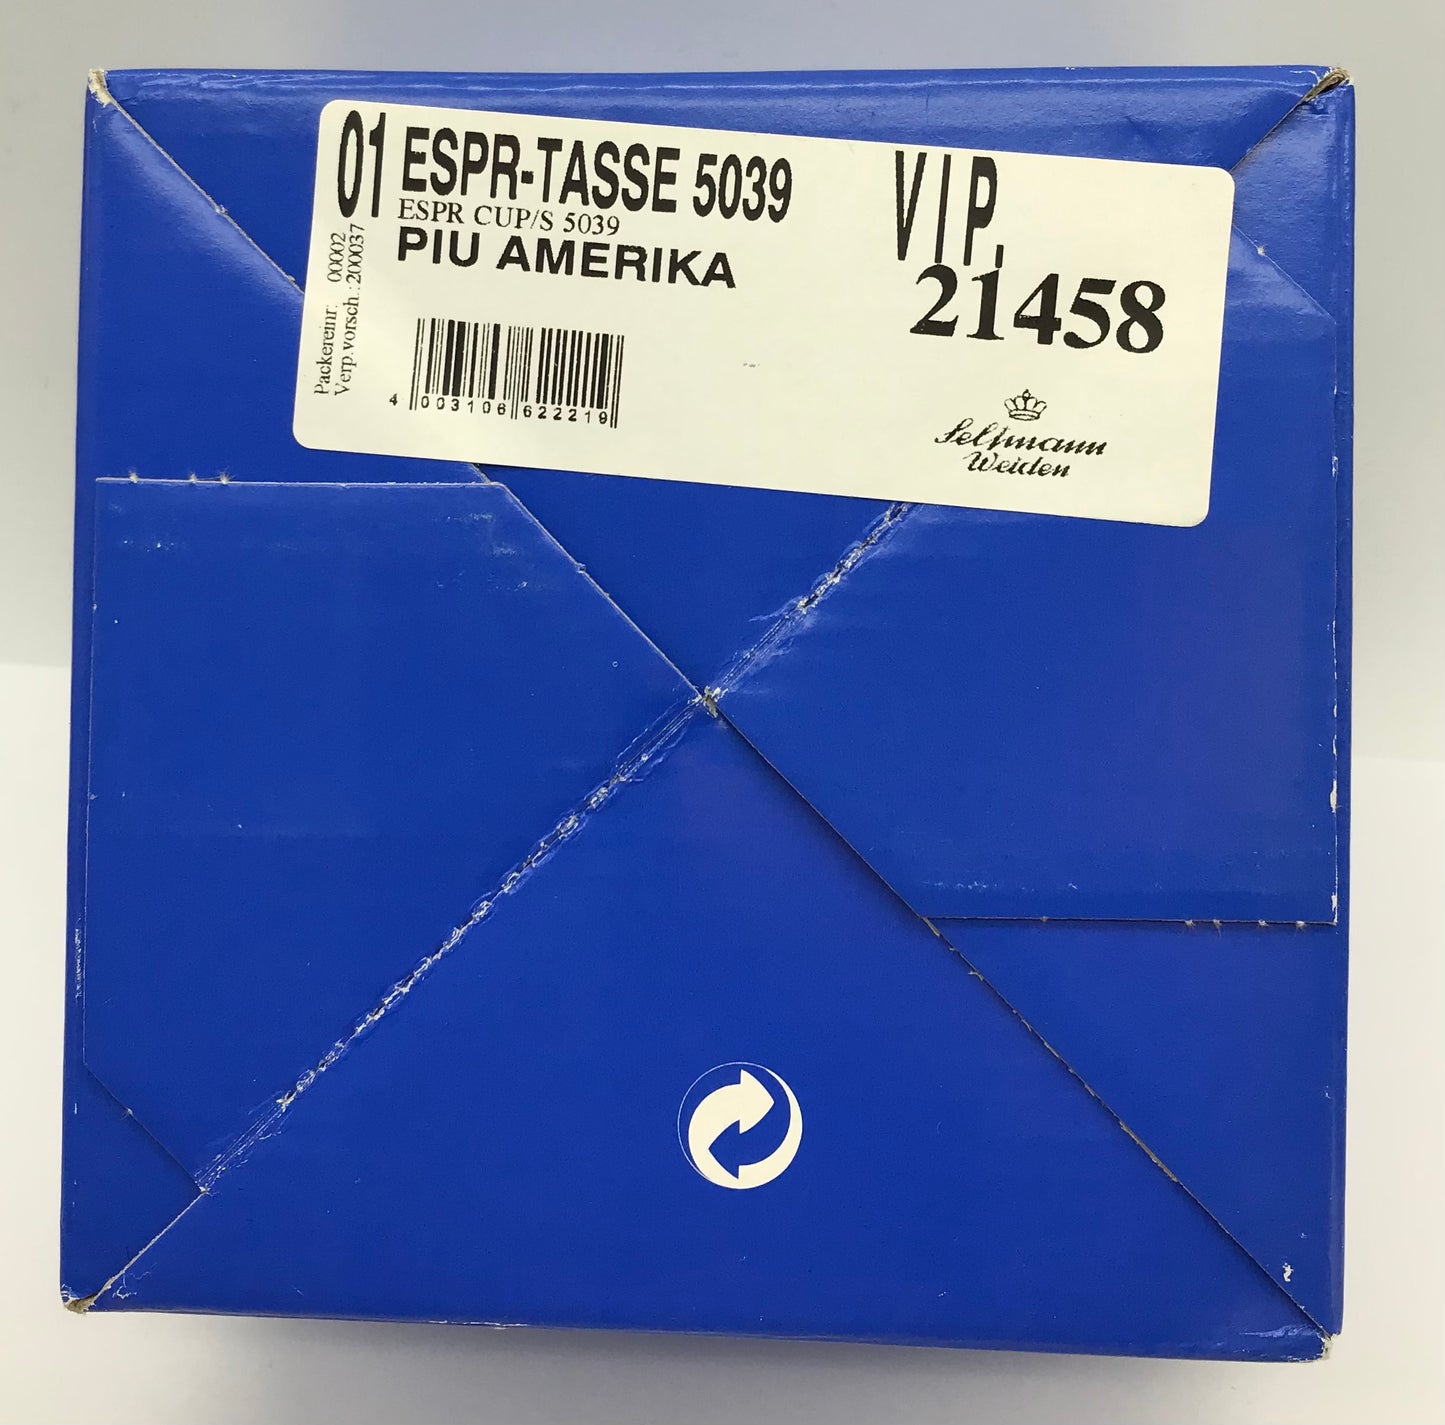 01 ESPR-TASSE 5039
ESPR CUP/S 5039
PIU AMERIKA
V I P.
21458
Packereinr: 00002
Verp.vorsch.:200037
4 003106 622219
Seltmann
Weiden